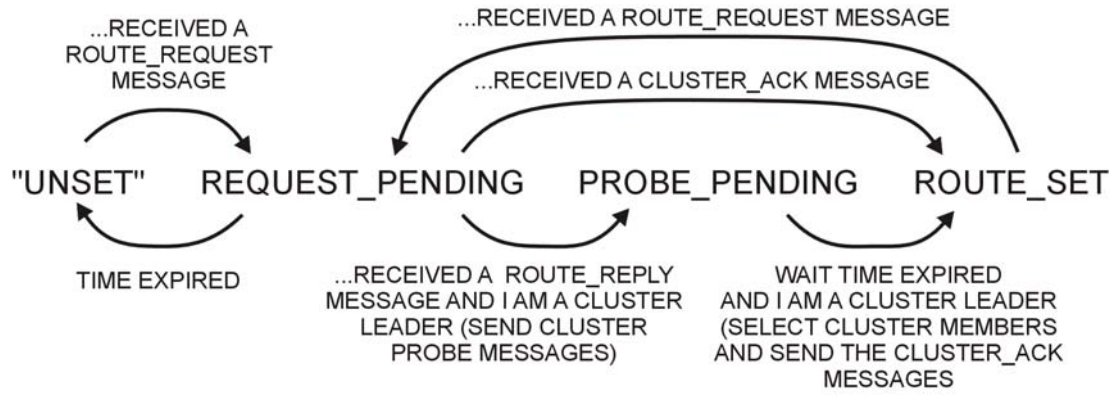 ...RECEIVED A
ROUTE_REQUEST
MESSAGE
...RECEIVED A ROUTE_REQUEST MESSAGE
...RECEIVED A CLUSTER_ACK MESSAGE
"UNSET" REQUEST_PENDING PROBE_PENDING ROUTE_SET
TIME EXPIRED
...RECEIVED A ROUTE_REPLY
MESSAGE AND I AM A CLUSTER
LEADER (SEND CLUSTER
PROBE MESSAGES)
WAIT TIME EXPIRED
AND I AM A CLUSTER LEADER
(SELECT CLUSTER MEMBERS
AND SEND THE CLUSTER_ACK
MESSAGES